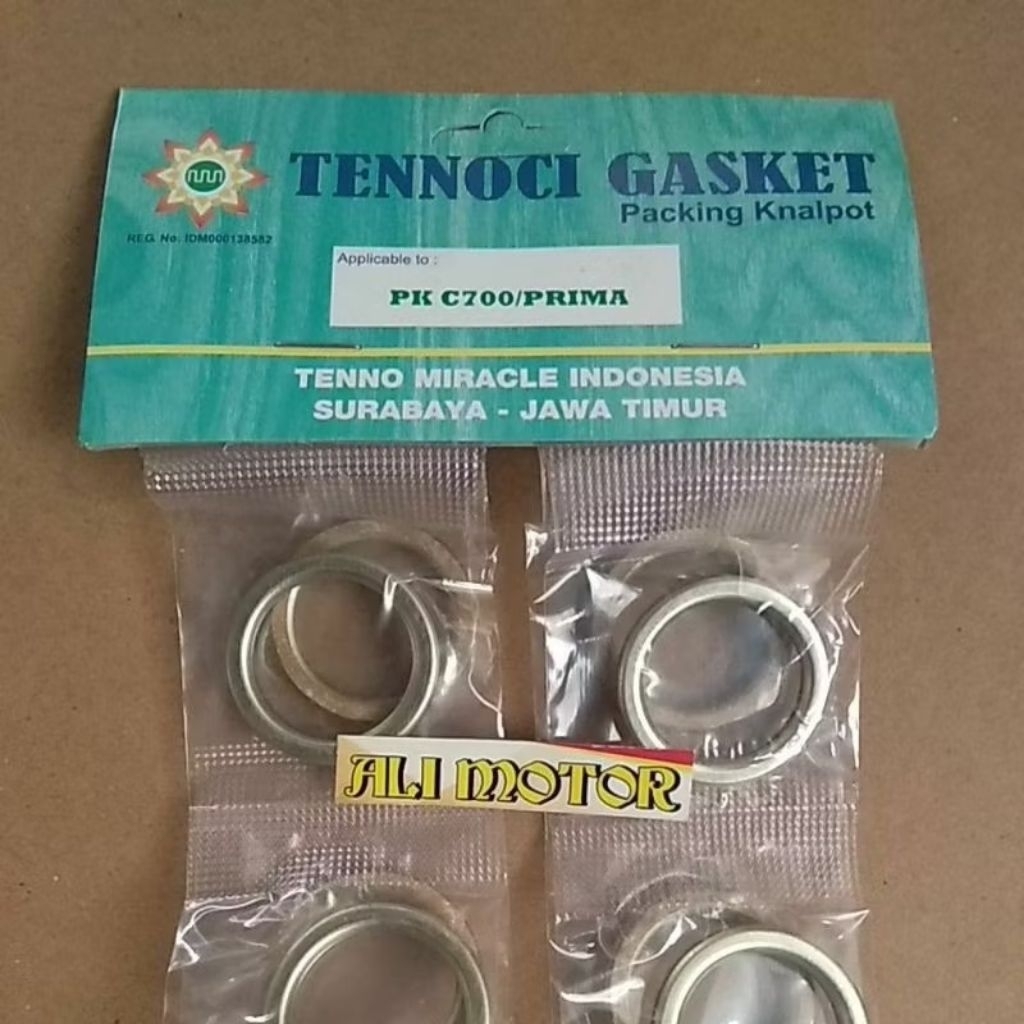 TENNOCI GASKET
Packing Knalpot
REG. No: IDM000138582
Applicable to :
PK C700/PRIMA
TENNO MIRACLE INDONESIA
SURABAYA - JAWA TIMUR
ALI MOTOR